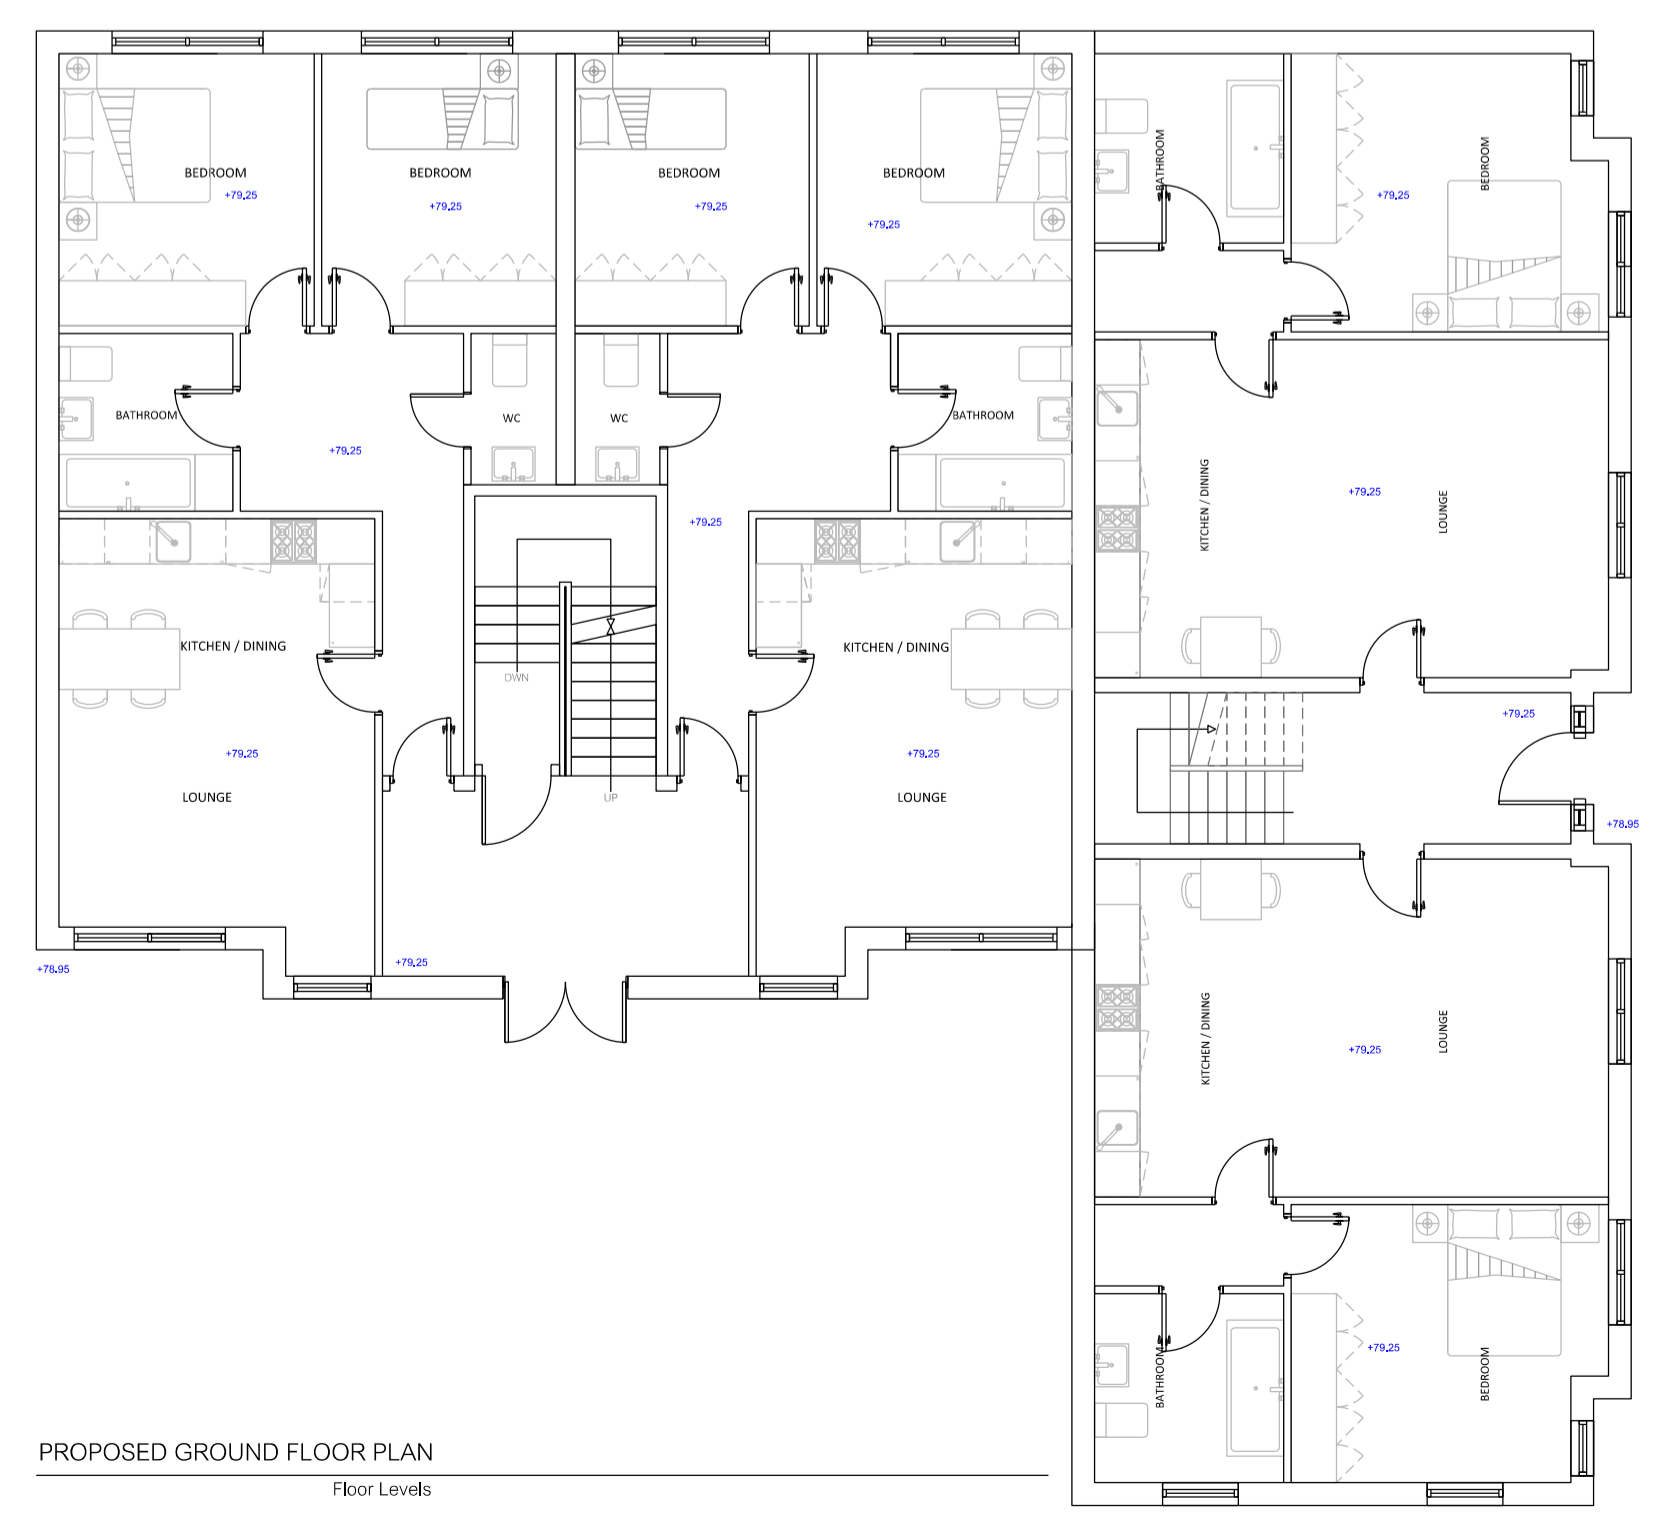 BEDROOM
+79.25
BEDROOM
+79.25
BEDROOM
+79.25
BEDROOM
+79.25
BATHROOM
BEDROOM
+79.25
BATHROOM
WC
WC
BATHROOM
+79.25
+79.25
KITCHEN / DINING
+79.25
LOUNGE
KITCHEN / DINING
KITCHEN / DINING
DWN
UP
+79.25
+79.25
LOUNGE
LOUNGE
+79.25
+78.95
+78.95
+79.25
KITCHEN / DINING
+79.25
LOUNGE
BATHROOM
+79.25
BEDROOM
PROPOSED GROUND FLOOR PLAN
Floor Levels